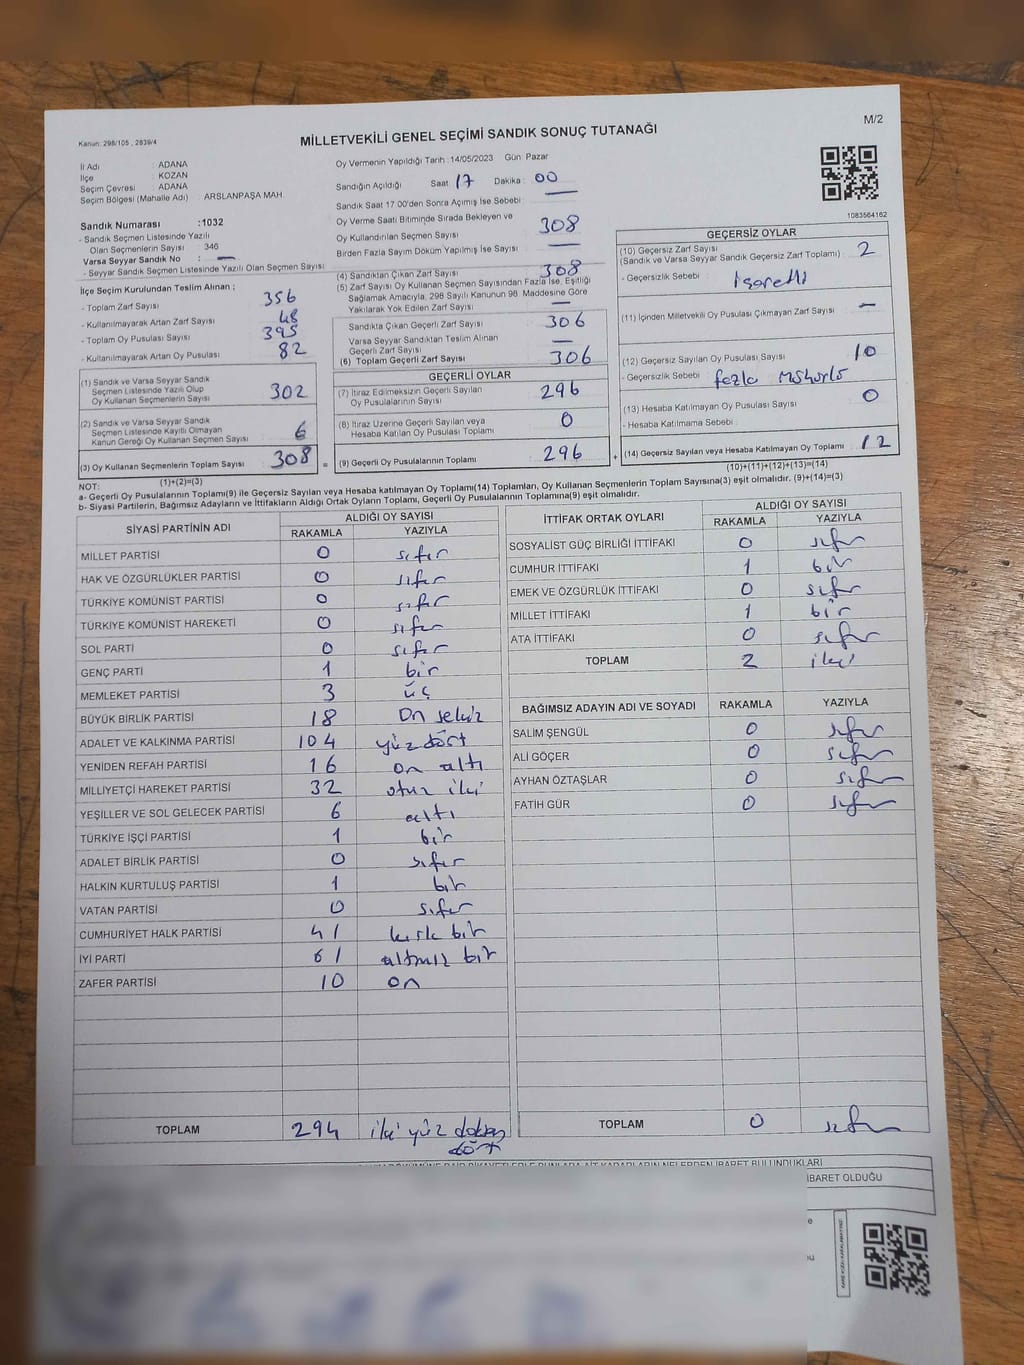 M/2
Kanun: 298/105 , 2839/4
MİLLETVEKİLİ GENEL SEÇİMİ SANDIK SONUÇ TUTANAĞI
İl Adı : ADANA
İlçe : KOZAN
Seçim Çevresi : ADANA
Seçim Bölgesi (Mahalle Adı) ARSLANPAŞA MAH
Sandık Numarası :1032
- Sandık Seçmen Listesinde Yazılı
Olan Seçmenlerin Sayısı 346
Varsa Seyyar Sandık No : —
- Seyyar Sandık Seçmen Listesinde Yazılı Olan Seçmen Sayısı
İlçe Seçim Kurulundan Teslim Alınan :
- Toplam Zarf Sayısı 356
- Kullanılmayarak Artan Zarf Sayısı 48
- Toplam Oy Pusulası Sayısı 395
- Kullanılmayarak Artan Oy Pusulası 82
(1) Sandık ve Varsa Seyyar Sandık
Seçmen Listesinde Yazılı Olup
Oy Kullanan Seçmenlerin Sayısı 302
(2) Sandık ve Varsa Seyyar Sandık
Seçmen Listesinde Kayıtlı Olmayan
Kanun Gereği Oy Kullanan Seçmen Sayısı 6
(3) Oy Kullanan Seçmenlerin Toplam Sayısı 308 =
(1)+(2)=(3)
Oy Vermenin Yapıldığı Tarih : 14/05/2023 Gün Pazar
Sandığın Açıldığı Saat 17 Dakika : 00
Sandık Saat 17:00'den Sonra Açımış İse Sebebi : —
Oy Verme Saati Bitiminde Sırada Bekleyen ve
Oy Kullandırılan Seçmen Sayısı 308
Birden Fazla Sayım Döküm Yapılmış İse Sayısı —
(4) Sandıktan Çıkan Zarf Sayısı 308
(5) Zarf Sayısı Oy Kullanan Seçmen Sayısından Fazla İse, Eşitliği
Sağlamak Amacıyla, 298 Sayılı Kanunun 98. Maddesine Göre
Yakılarak Yok Edilen Zarf Sayısı —
Sandıkta Çıkan Geçerli Zarf Sayısı 306
Varsa Seyyar Sandıktan Teslim Alınan
Geçerli Zarf Sayısı —
(6) Toplam Geçerli Zarf Sayısı 306
GEÇERLİ OYLAR
(7) İtiraz Edilmeksizin Geçerli Sayılan
Oy Pusulalarının Sayısı 296
(8) İtiraz Üzerine Geçerli Sayılan veya
Hesaba Katılan Oy Pusulası Toplamı 0
(9) Geçerli Oy Pusulalarının Toplamı 296 +
1083564162
GEÇERSİZ OYLAR
(10) Geçersiz Zarf Sayısı 2
(Sandık ve Varsa Seyyar Sandık Geçersiz Zarf Toplamı)
- Geçersizlik Sebebi : İşaretli
(11) İçinden Milletvekili Oy Pusulası Çıkmayan Zarf Sayısı —
(12) Geçersiz Sayılan Oy Pusulası Sayısı 10
- Geçersizlik Sebebi : fazla
(13) Hesaba Katılmayan Oy Pusulası Sayısı 0
- Hesaba Katılmama Sebebi :
(14) Geçersiz Sayılan veya Hesaba Katılmayan Oy Toplamı 12
(10)+(11)+(12)+(13)=(14)
NOT:
a- Geçerli Oy Pusulalarının Toplamı(9) ile Geçersiz Sayılan veya Hesaba katılmayan Oy Toplamı(14) Toplamları, Oy Kullanan Seçmenlerin Toplam Sayısına(3) eşit olmalıdır. (9)+(14)=(3)
b- Siyasi Partilerin, Bağımsız Adayların ve İttifakların Aldığı Ortak Oyların Toplamı, Geçerli Oy Pusulalarının Toplamına(9) eşit olmalıdır.
SİYASİ PARTİNİN ADI ALDIĞI OY SAYISI
RAKAMLA YAZIYLA
MİLLET PARTİSİ 0 sıfır
HAK VE ÖZGÜRLÜKLER PARTİSİ 0 sıfır
TÜRKİYE KOMÜNİST PARTİSİ 0 sıfır
TÜRKİYE KOMÜNİST HAREKETİ 0 sıfır
SOL PARTİ 0 sıfır
GENÇ PARTİ 1 bir
MEMLEKET PARTİSİ 3 üç
BÜYÜK BİRLİK PARTİSİ 18 on sekiz
ADALET VE KALKINMA PARTİSİ 104 yüz dört
YENİDEN REFAH PARTİSİ 16 on altı
MİLLİYETÇİ HAREKET PARTİSİ 32 otuz iki
YEŞİLLER VE SOL GELECEK PARTİSİ 6 altı
TÜRKİYE İŞÇİ PARTİSİ 1 bir
ADALET BİRLİK PARTİSİ 0 sıfır
HALKIN KURTULUŞ PARTİSİ 1 bir
VATAN PARTİSİ 0 sıfır
CUMHURİYET HALK PARTİSİ 41 kırk bir
İYİ PARTİ 61 altmış bir
ZAFER PARTİSİ 10 on
TOPLAM 294 iki yüz doksan
dört
İTTİFAK ORTAK OYLARI ALDIĞI OY SAYISI
RAKAMLA YAZIYLA
SOSYALİST GÜÇ BİRLİĞİ İTTİFAKI 0 sıfır
CUMHUR İTTİFAKI 1 bir
EMEK VE ÖZGÜRLÜK İTTİFAKI 0 sıfır
MİLLET İTTİFAKI 1 bir
ATA İTTİFAKI 0 sıfır
TOPLAM 2 iki
BAĞIMSIZ ADAYIN ADI VE SOYADI RAKAMLA YAZIYLA
SALİM ŞENGÜL 0 sıfır
ALİ GÖÇER 0 sıfır
AYHAN ÖZTAŞLAR 0 sıfır
FATİH GÜR 0 sıfır
TOPLAM 0 sıfır
KARARLARIN NELERDEN İBARET BULUNDUKLARI
İBARET OLDUĞU